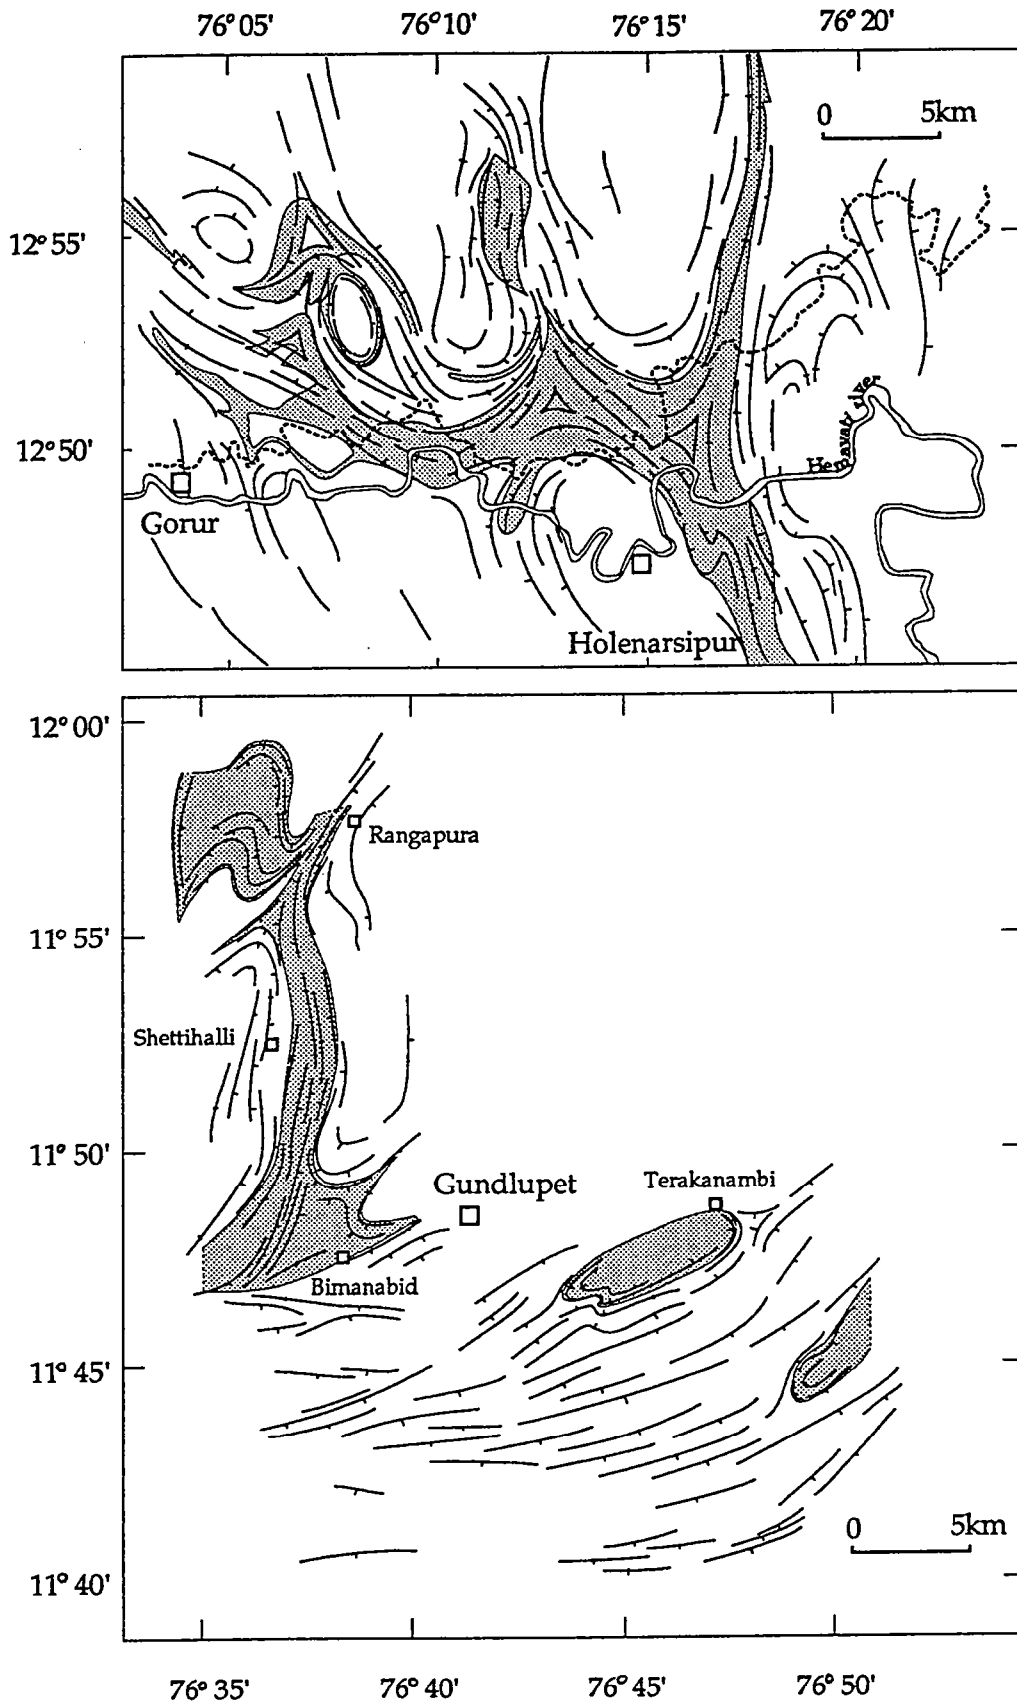 76° 05' 76° 10' 76° 15' 76° 20'
0 5km
12° 55'
Hemavati river
12° 50'
Gorur
Holenarsipur
12° 00'
Rangapura
11° 55'
Shettihalli
11° 50'
Gundlupet
Terakanambi
Bimanabid
11° 45'
0 5km
11° 40'
76° 35' 76° 40' 76° 45' 76° 50'